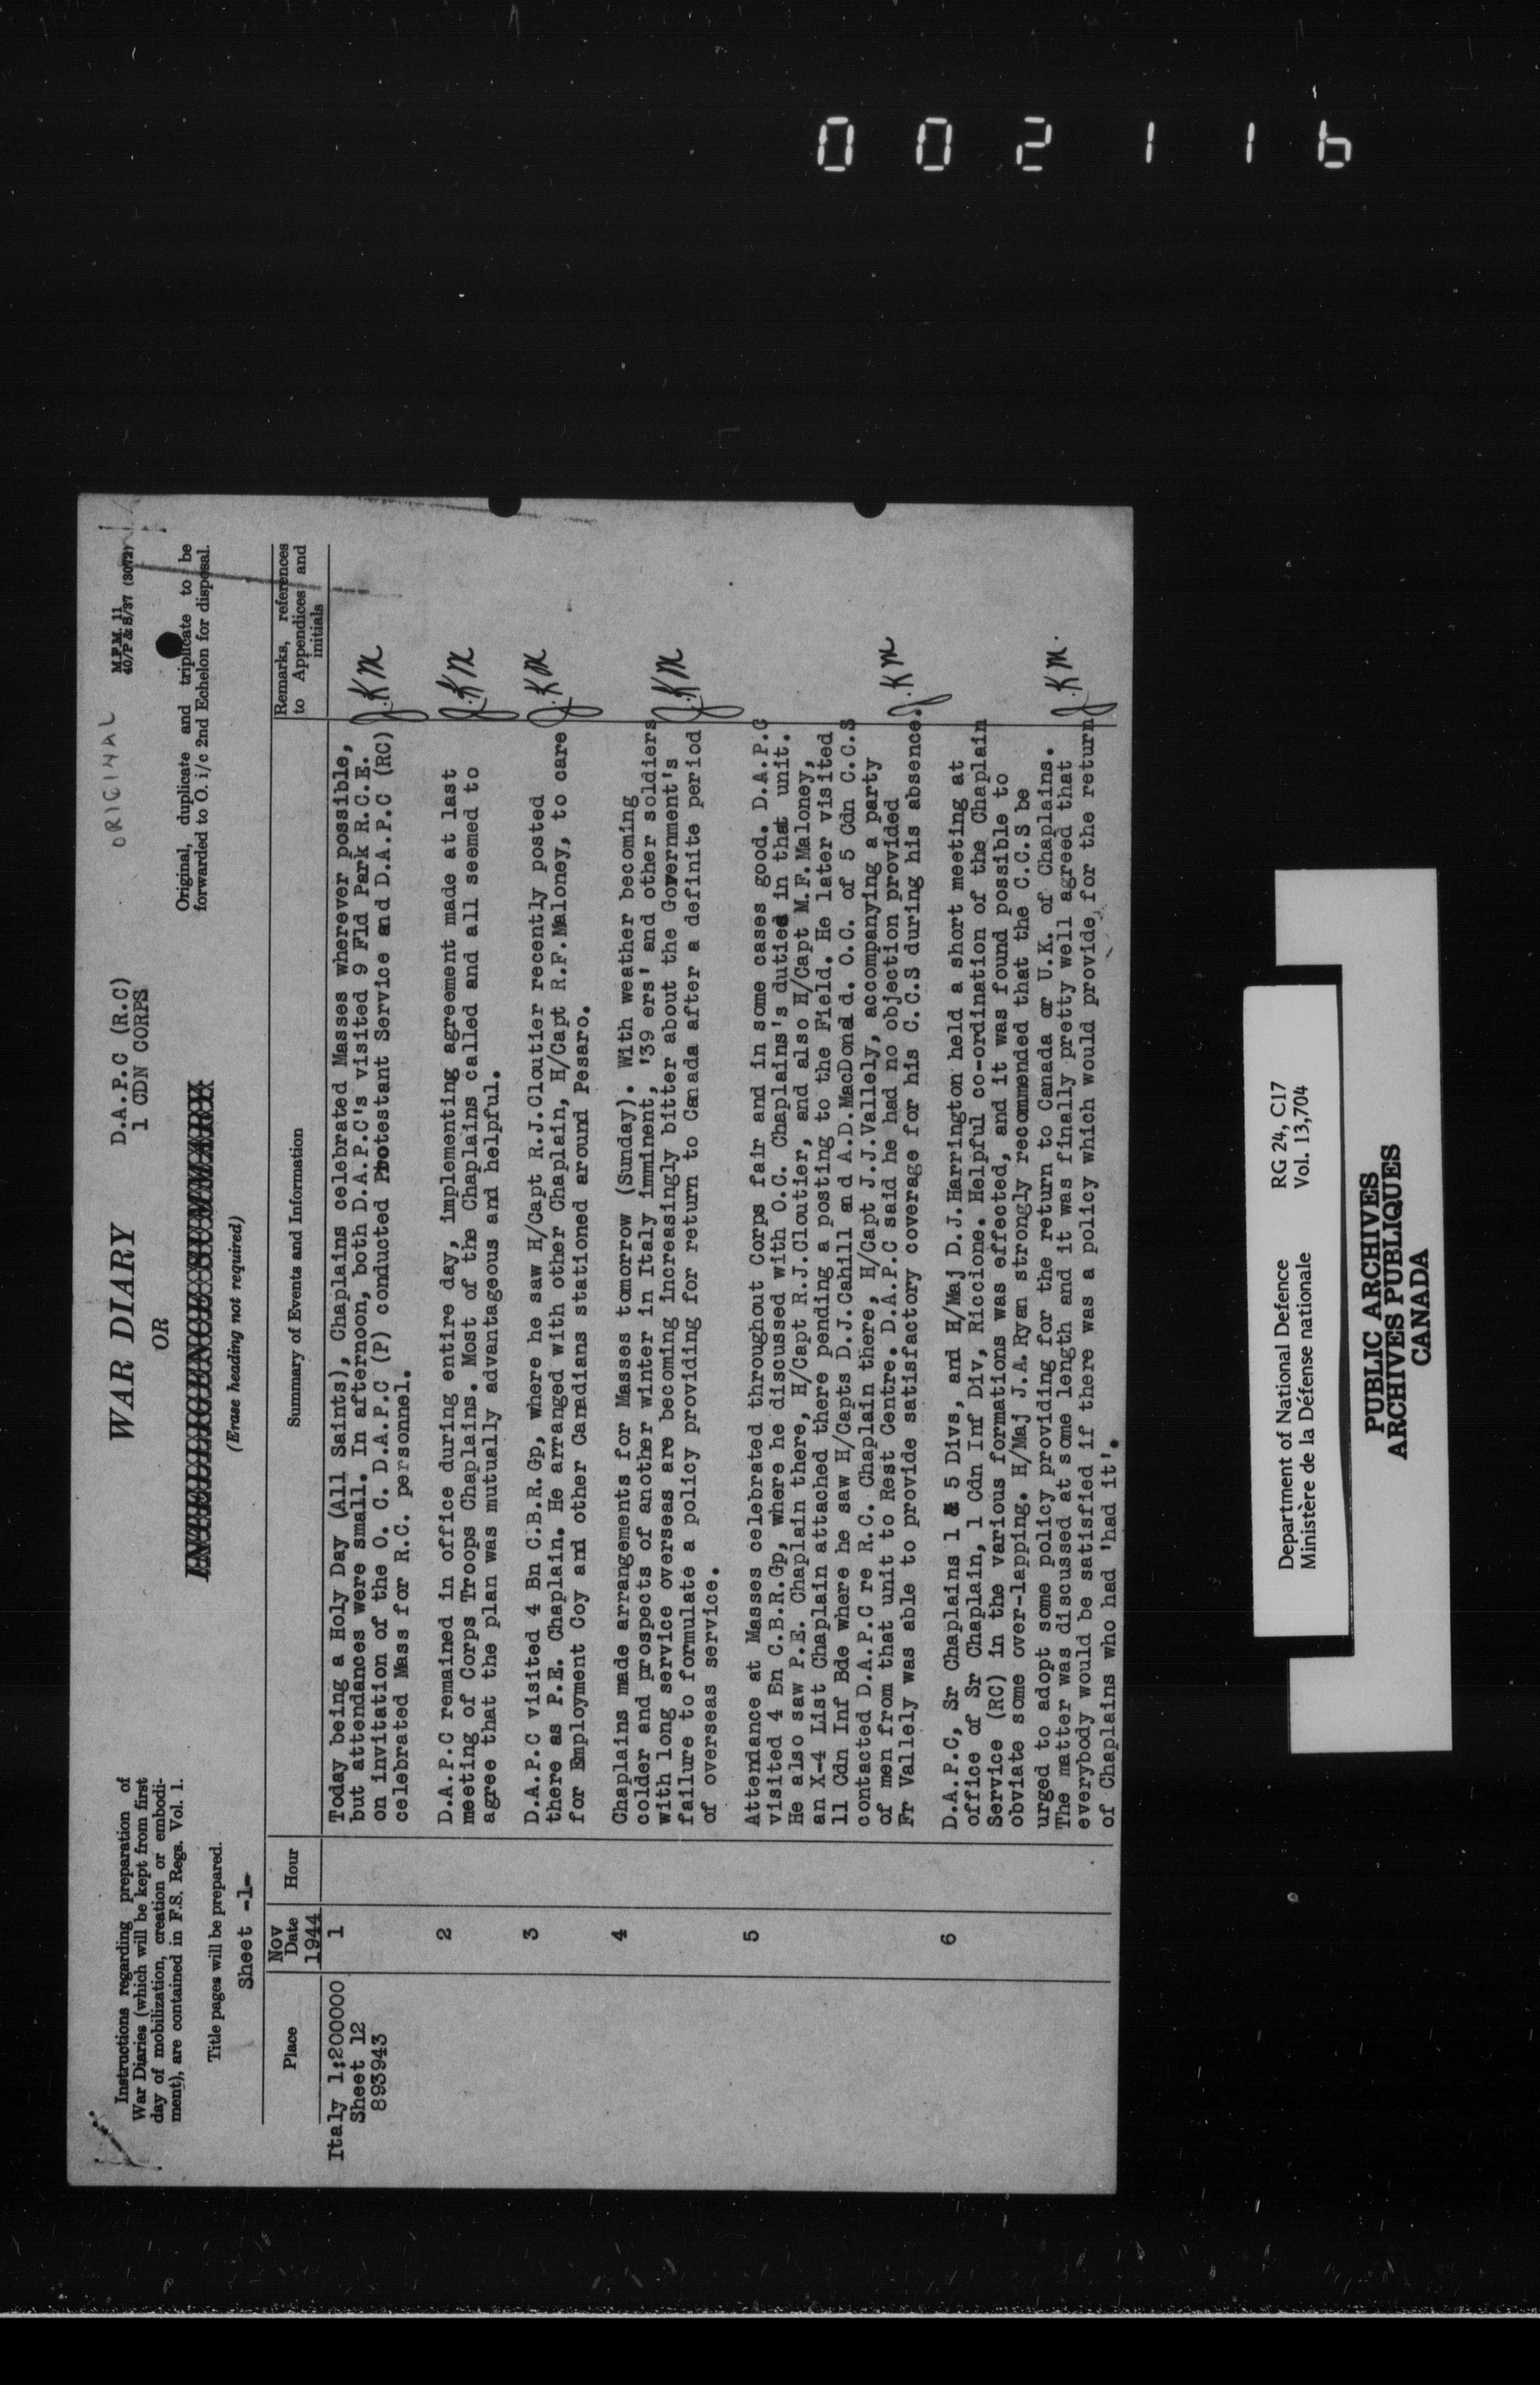 002116
Instructions regarding preparation of
War Diaries (which will be kept from first
day of mobilization, creation or embodi-
ment), are contained in F.S. Regs. Vol. 1.
Title pages will be prepared.
Sheet -1-
WAR DIARY
OR
INTELLIGENCE SUMMARY
(Erase heading not required)
D.A.P.C (R.C)
1 CDN CORPS
ORIGINAL
M.F.M. 11
40/P & S/37 (3072)
Original, duplicate and triplicate to be
forwarded to O. i/c 2nd Echelon for disposal.
Place
Nov
Date
1944
Hour
Summary of Events and Information
Remarks, references
to Appendices and
initials
Italy 1:200000
Sheet 12
893943
1
Today being a Holy Day (All Saints), Chaplains celebrated Masses wherever possible,
but attendances were small. In afternoon, both D.A.P.C's visited 9 Fld Park R.C.E.
on invitation of the O. C. D.A.P.C (P) conducted Protestant Service and D.A.P.C (RC)
celebrated Mass for R.C. personnel.
J.K.M
2
D.A.P.C remained in office during entire day, implementing agreement made at last
meeting of Corps Troops Chaplains. Most of the Chaplains called and all seemed to
agree that the plan was mutually advantageous and helpful.
J.K.M
3
D.A.P.C visited 4 Bn C.B.R.Gp, where he saw H/Capt R.J.Cloutier recently posted
there as P.E. Chaplain. He arranged with other Chaplain, H/Capt R.F.Maloney, to care
for Employment Coy and other Canadians stationed around Pesaro.
J.K.M
4
Chaplains made arrangements for Masses tomorrow (Sunday). With weather becoming
colder and prospects of another winter in Italy imminent, '39 ers' and other soldiers
with long service overseas are becoming increasingly bitter about the Government's
failure to formulate a policy providing for return to Canada after a definite period
of overseas service.
J.K.M
5
Attendance at Masses celebrated throughout Corps fair and in some cases good. D.A.P.C
visited 4 Bn C.B.R.Gp, where he discussed with O.C. Chaplain's duties in that unit.
He also saw P.E. Chaplain there, H/Capt R.J.Cloutier, and also H/Capt M.F.Maloney,
an X-4 List Chaplain attached there pending a posting to the Field. He later visited
11 Cdn Inf Bde where he saw H/Capts D.J.Cahill and A.D.MacDonald. O.C. of 5 Cdn C.C.S
contacted D.A.P.C re R.C. Chaplain there, H/Capt J.J.Vallely, accompanying a party
of men from that unit to Rest Centre. D.A.P.C said he had no objection provided
Fr Vallely was able to provide satisfactory coverage for his C.C.S during his absence.
J.K.M
6
D.A.P.C, Sr Chaplains 1 & 5 Divs, and H/Maj D.J.Harrington held a short meeting at
office of Sr Chaplain, 1 Cdn Inf Div, Riccione. Helpful co-ordination of the Chaplain
Service (RC) in the various formations was effected, and it was found possible to
obviate some over-lapping. H/Maj J.A.Ryan strongly recommended that the C.C.S be
urged to adopt some policy providing for the return to Canada or U.K. of Chaplains.
The matter was discussed at some length and it was finally pretty well agreed that
everybody would be satisfied if there was a policy which would provide for the return
of Chaplains who had 'had it'.
J.K.M.
Department of National Defence
Ministère de la Défense nationale
RG 24, C17
Vol. 13,704
PUBLIC ARCHIVES
ARCHIVES PUBLIQUES
CANADA